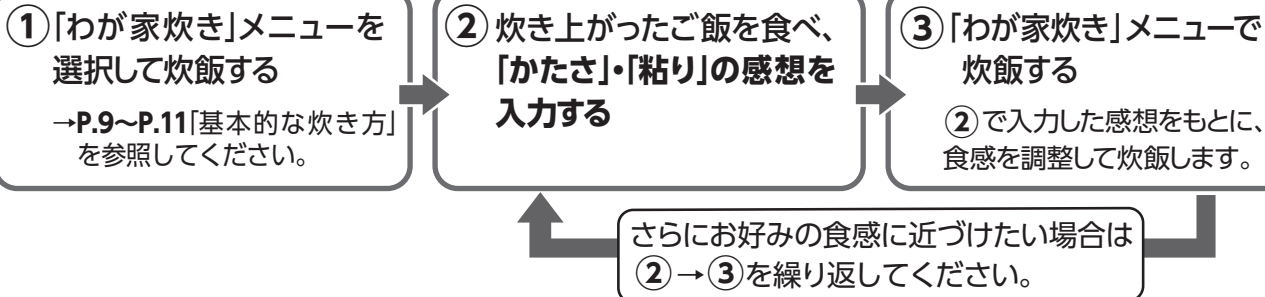 ①「わが家炊き」メニューを
選択して炊飯する
→P.9~P.11「基本的な炊き方」
を参照してください。
②炊き上がったご飯を食べ、
「かたさ」・「粘り」の感想を
入力する
③「わが家炊き」メニューで
炊飯する
②で入力した感想をもとに、
食感を調整して炊飯します。
さらにお好みの食感に近づけたい場合は
②→③を繰り返してください。